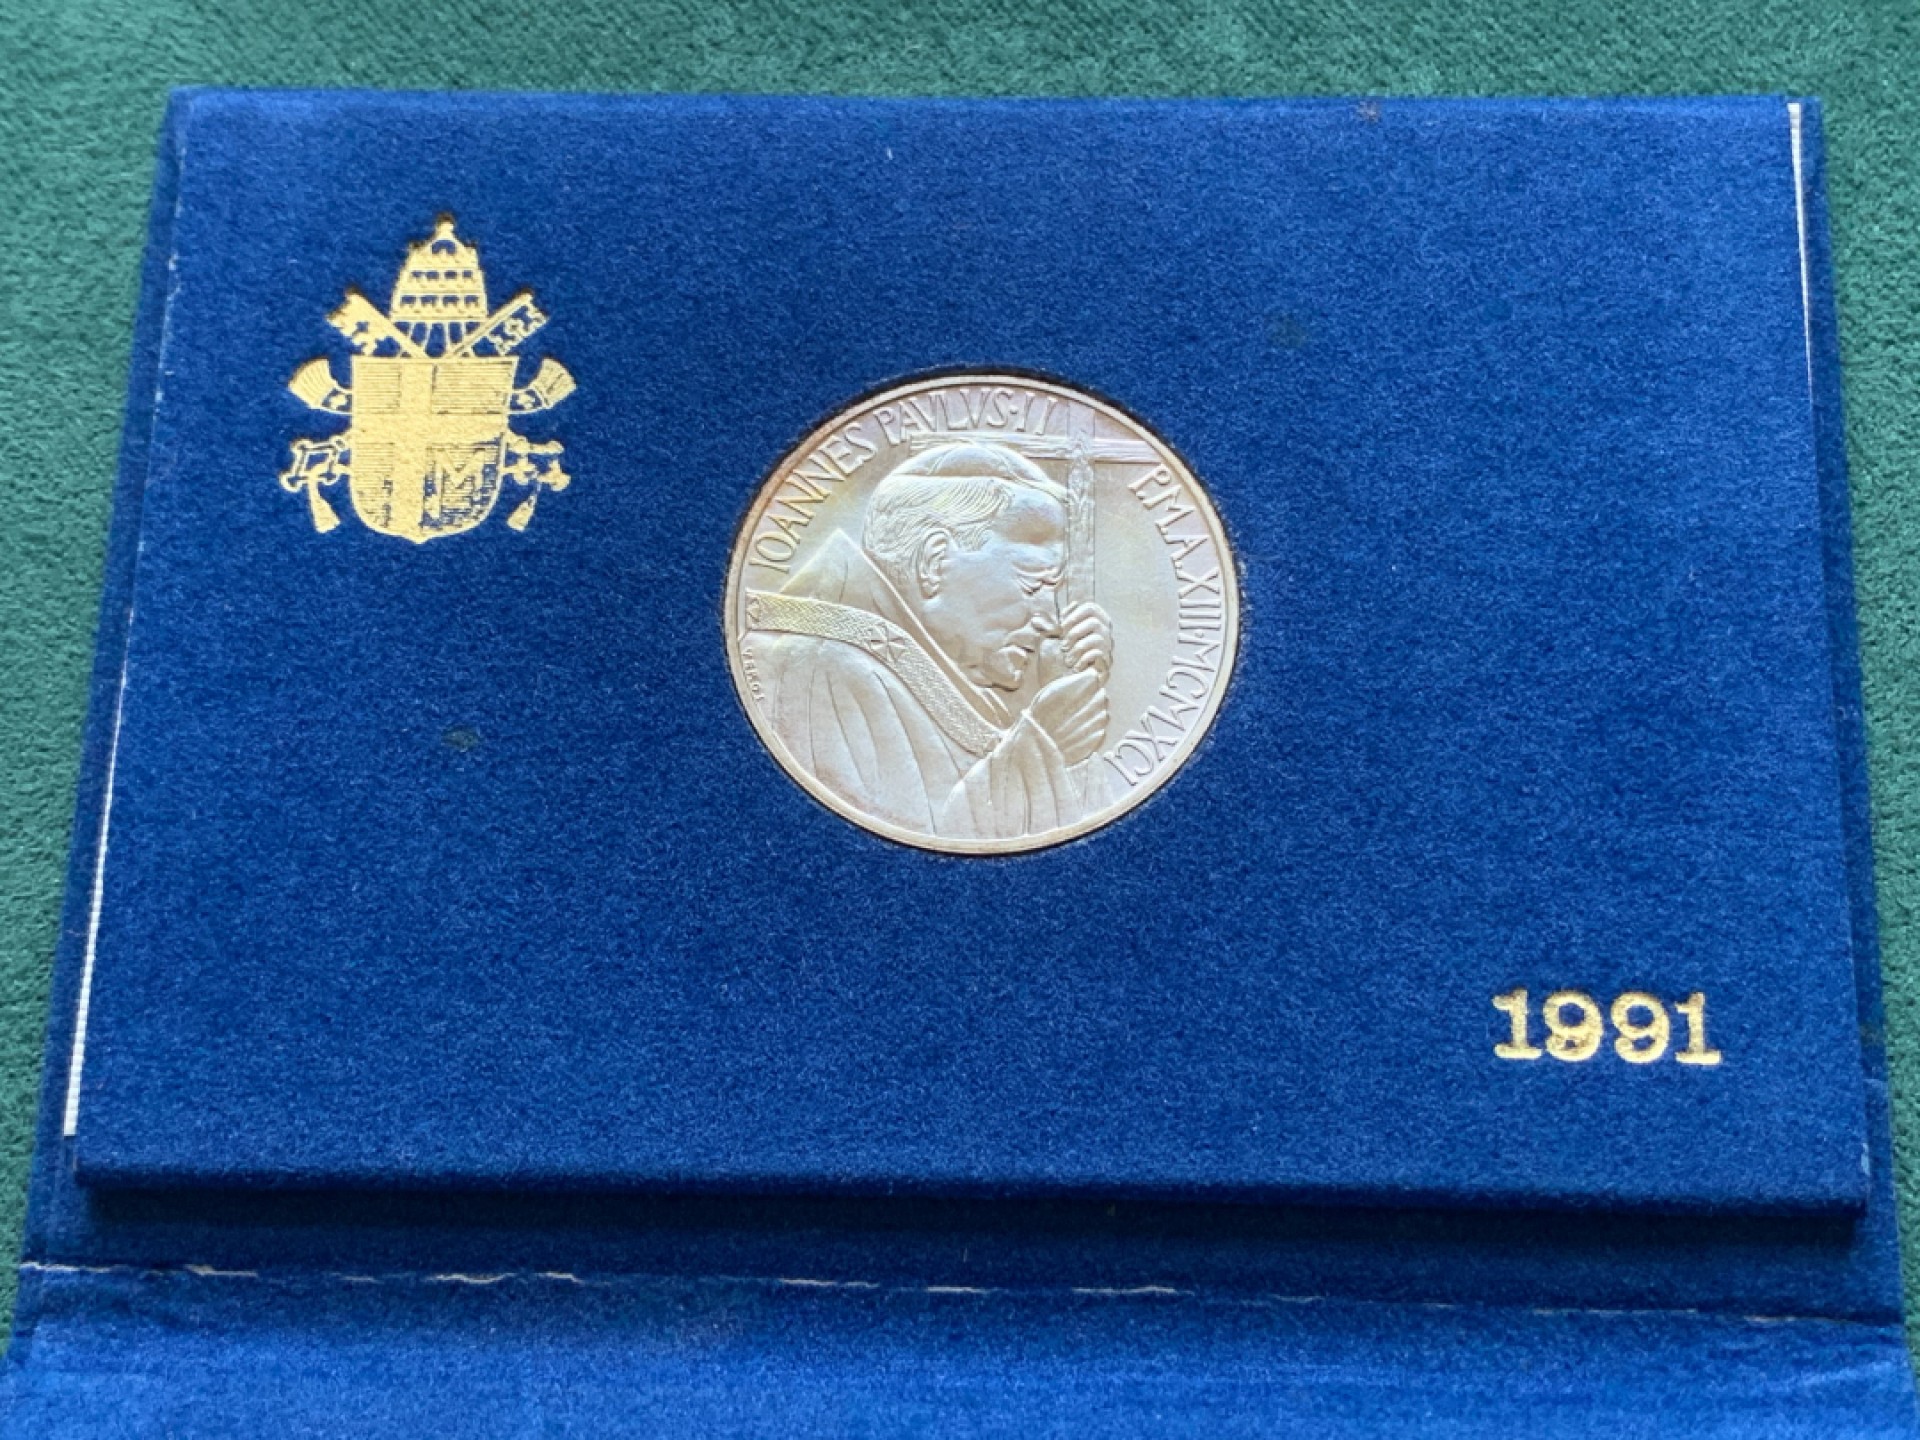 IOANNES PAVLVS·II
P.M.A.XIII·MCMXCI
M
1991